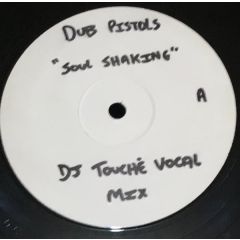 DUB PISTOLS
"SOUL SHAKING"
A
DJ TOUCHÉ VOCAL
MIX